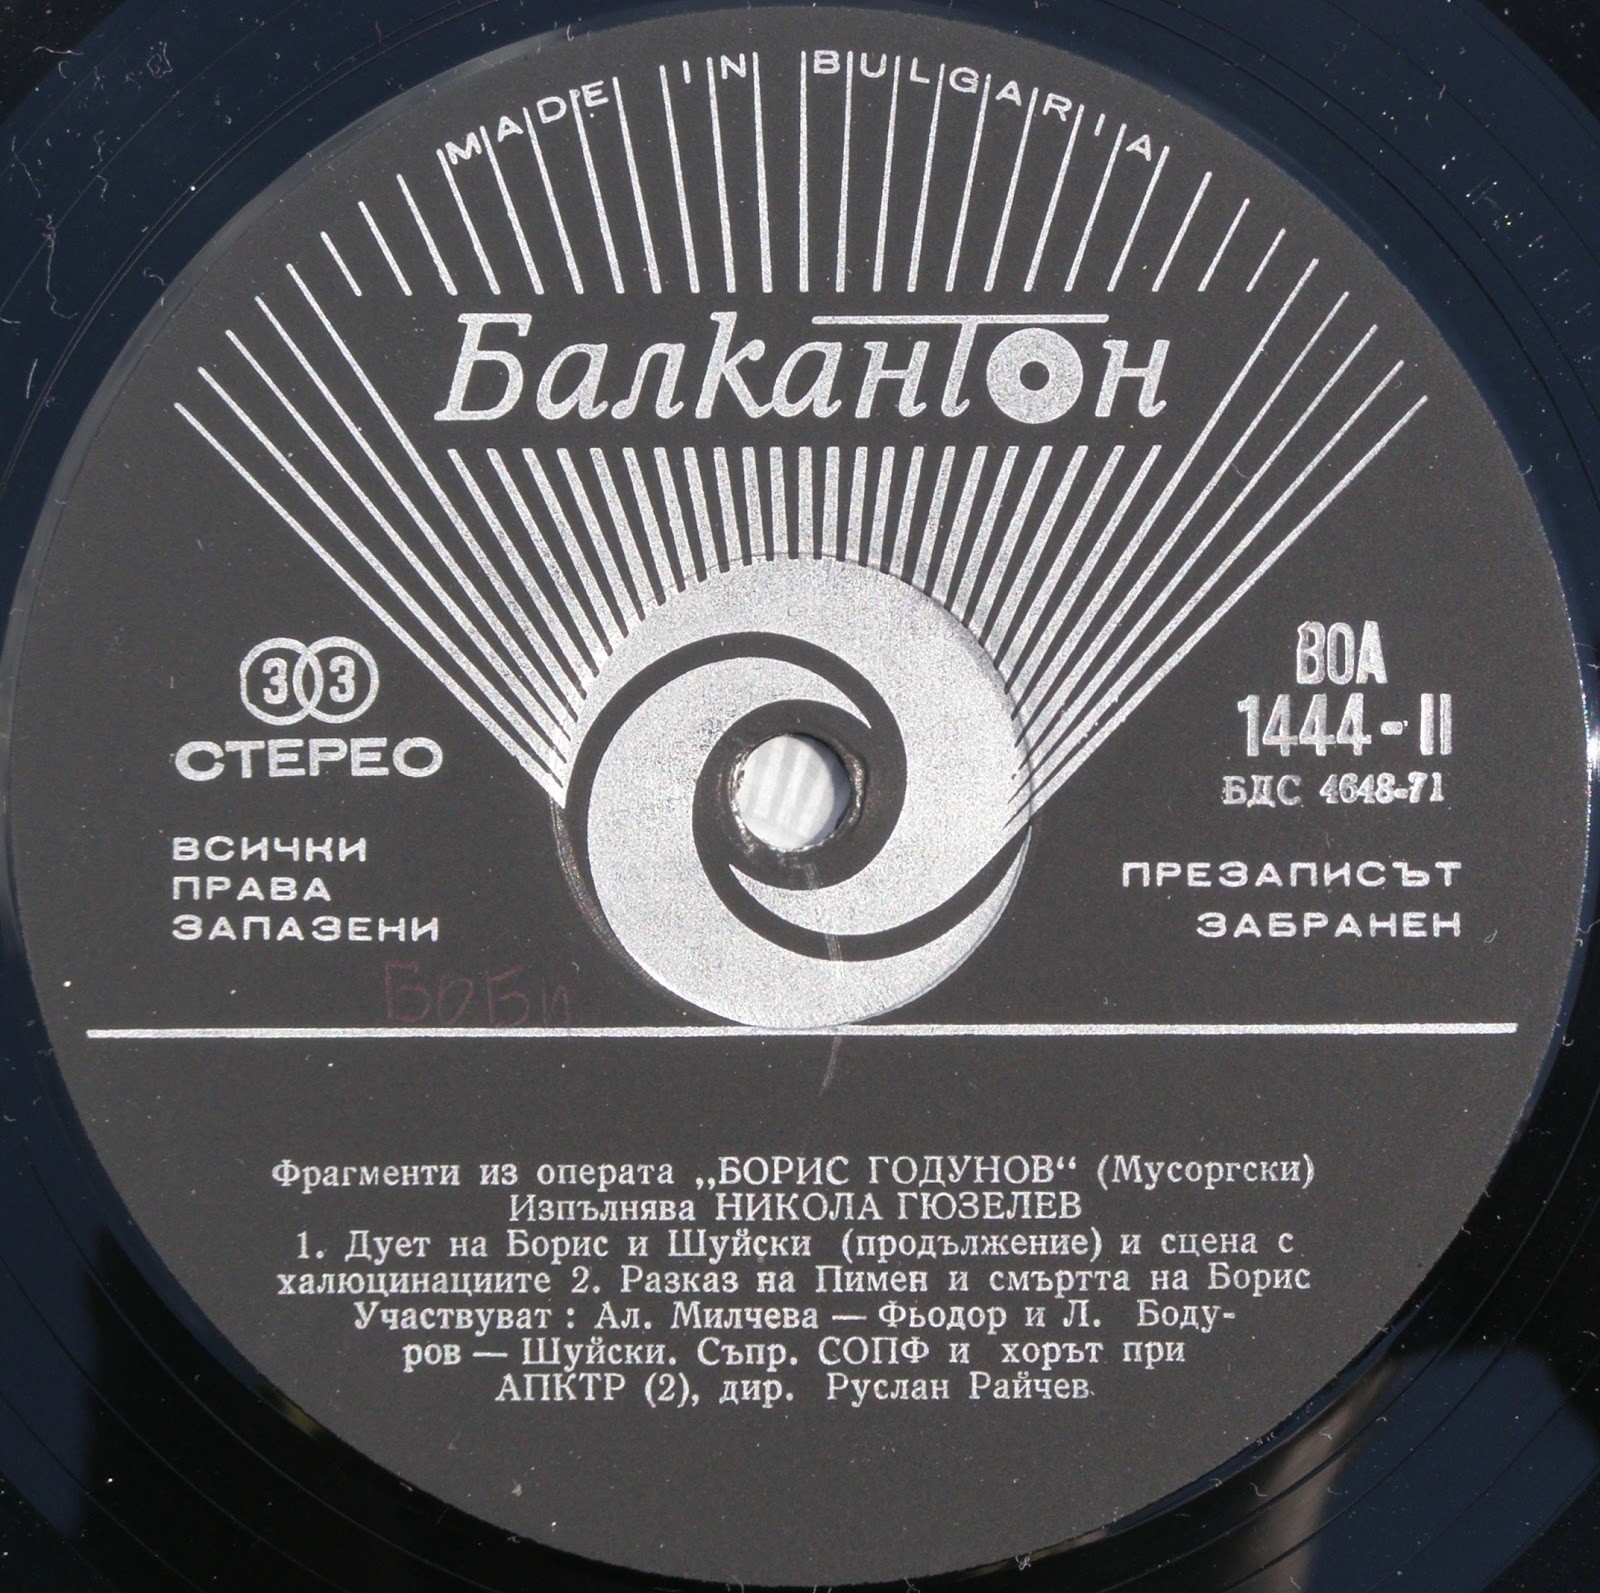 MADE IN BULGARIA
Балкантон
33
СТЕРЕО
ВСИЧКИ
ПРАВА
ЗАПАЗЕНИ
ВОА
1444-II
БДС 4648-71
ПРЕЗАПИСЪТ
ЗАБРАНЕН
БОБИ
Фрагменти из операта „БОРИС ГОДУНОВ“ (Мусоргски)
Изпълнява НИКОЛА ГЮЗЕЛЕВ
1. Дует на Борис и Шуйски (продължение) и сцена с
халюцинациите 2. Разказ на Пимен и смъртта на Борис
Участвуват : Ал. Милчева — Фьодор и Л. Боду-
ров — Шуйски. Съпр. СОПФ и хорът при
АПКТР (2), дир. Руслан Райчев.